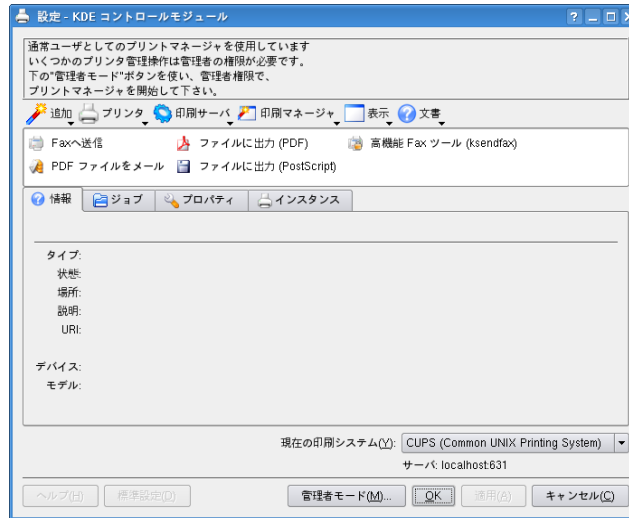 設定 - KDE コントロールモジュール
通常ユーザとしてのプリントマネージャを使用しています
いくつかのプリンタ管理操作は管理者の権限が必要です。
下の"管理者モード"ボタンを使い、管理者権限で、
プリントマネージャを開始して下さい。
追加 プリンタ 印刷サーバ 印刷マネージャ 表示 文書
Faxへ送信 ファイルに出力 (PDF) 高機能 Fax ツール (ksendfax)
PDF ファイルをメール ファイルに出力 (PostScript)
情報 ジョブ プロパティ インスタンス
タイプ:
状態:
場所:
説明:
URI:
デバイス:
モデル:
現在の印刷システム(Y): CUPS (Common UNIX Printing System)
サーバ: localhost:631
ヘルプ(H) 標準設定(D) 管理者モード(M)... OK 適用(A) キャンセル(C)